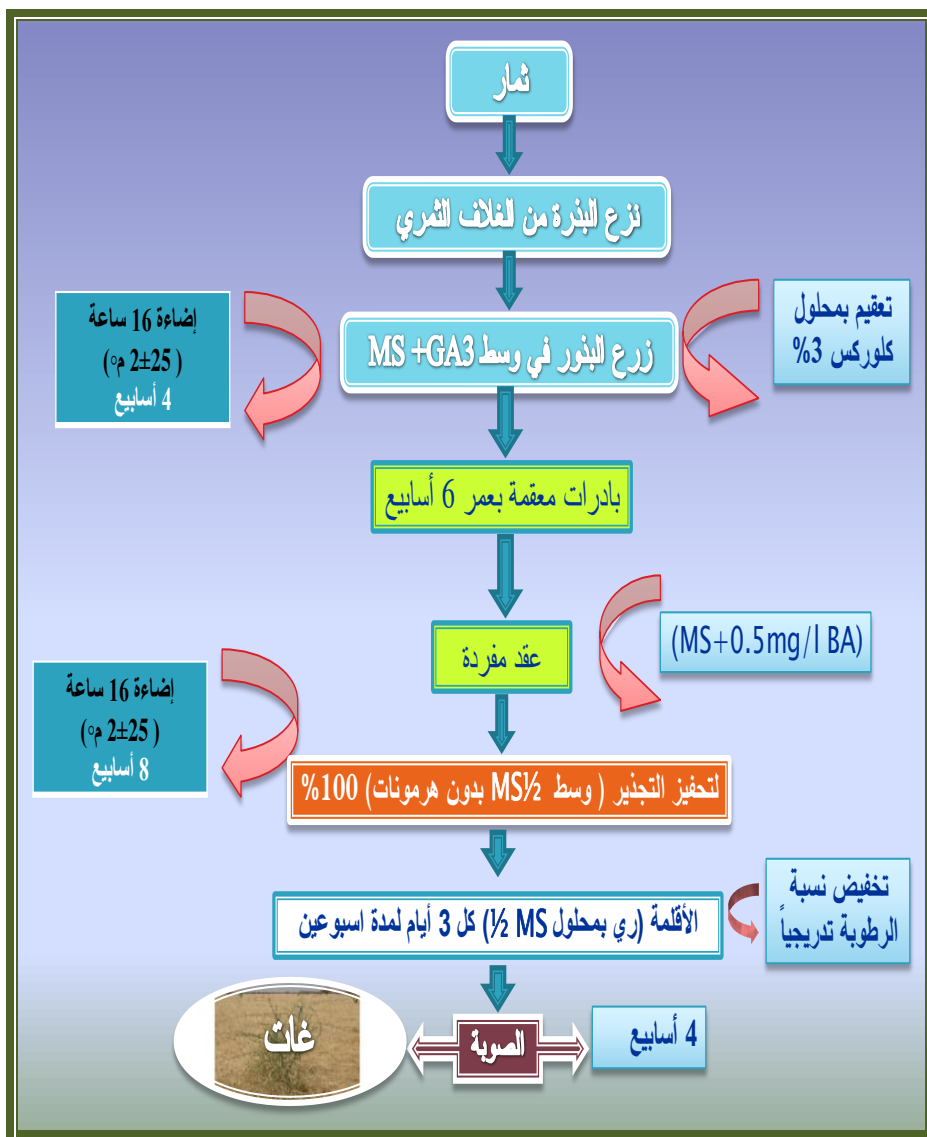 ثمار
نزع البذرة من الغلاف الثمري
تعقيم بمحلول
كلوركس 3%
زرع البذور في وسط MS +GA3
إضاءة 16 ساعة
( 25±2 م°)
4 أسابيع
بادرات معقمة بعمر 6 أسابيع
(MS+0.5mg/l BA)
عقد مفردة
إضاءة 16 ساعة
( 25±2 م°)
8 أسابيع
لتحفيز التجذير ( وسط MS½ بدون هرمونات) 100%
تخفيض نسبة
الرطوبة تدريجياً
الأقلمة (ري بمحلول MS ½) كل 3 أيام لمدة اسبوعين
4 أسابيع
الصوبة
غات